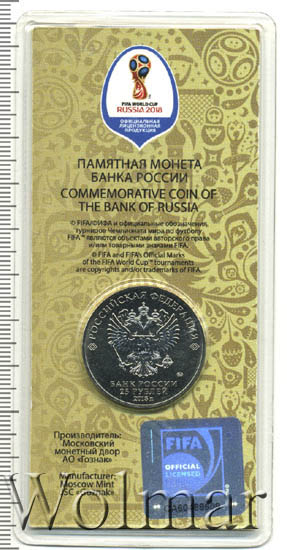 FIFA WORLD CUP
RUSSIA 2018
ОФИЦИАЛЬНАЯ
ЛИЦЕНЗИОННАЯ
ПРОДУКЦИЯ
ПАМЯТНАЯ МОНЕТА
БАНКА РОССИИ
COMMEMORATIVE COIN OF
THE BANK OF RUSSIA
© FIFA/ФИФА и официальные обозначения
турниров Чемпионата мира по футболу
FIFA™ являются объектами авторского права
и/или товарными знаками FIFA.
© FIFA and FIFA's Official Marks
of the FIFA World Cup™ tournaments
are copyrights and/or trademarks of FIFA.
РОССИЙСКАЯ ФЕДЕРАЦИЯ
БАНК РОССИИ
25 РУБЛЕЙ
2018 г.
Производитель:
Московский
монетный двор
АО «Гознак»
Manufacturer:
Moscow Mint
JSC «Goznak»
FIFA
OFFICIAL
LICENSED
Wolmar